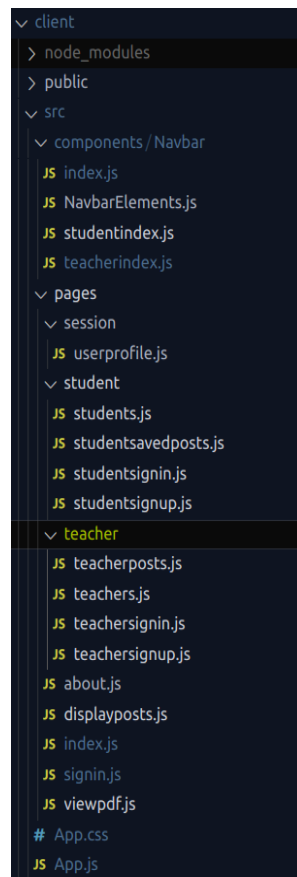 client
node_modules
public
src
components / Navbar
JS index.js
JS NavbarElements.js
JS studentindex.js
JS teacherindex.js
pages
session
JS userprofile.js
student
JS students.js
JS studentsavedposts.js
JS studentsignin.js
JS studentsignup.js
teacher
JS teacherposts.js
JS teachers.js
JS teachersignin.js
JS teachersignup.js
JS about.js
JS displayposts.js
JS index.js
JS signin.js
JS viewpdf.js
# App.css
JS App.js